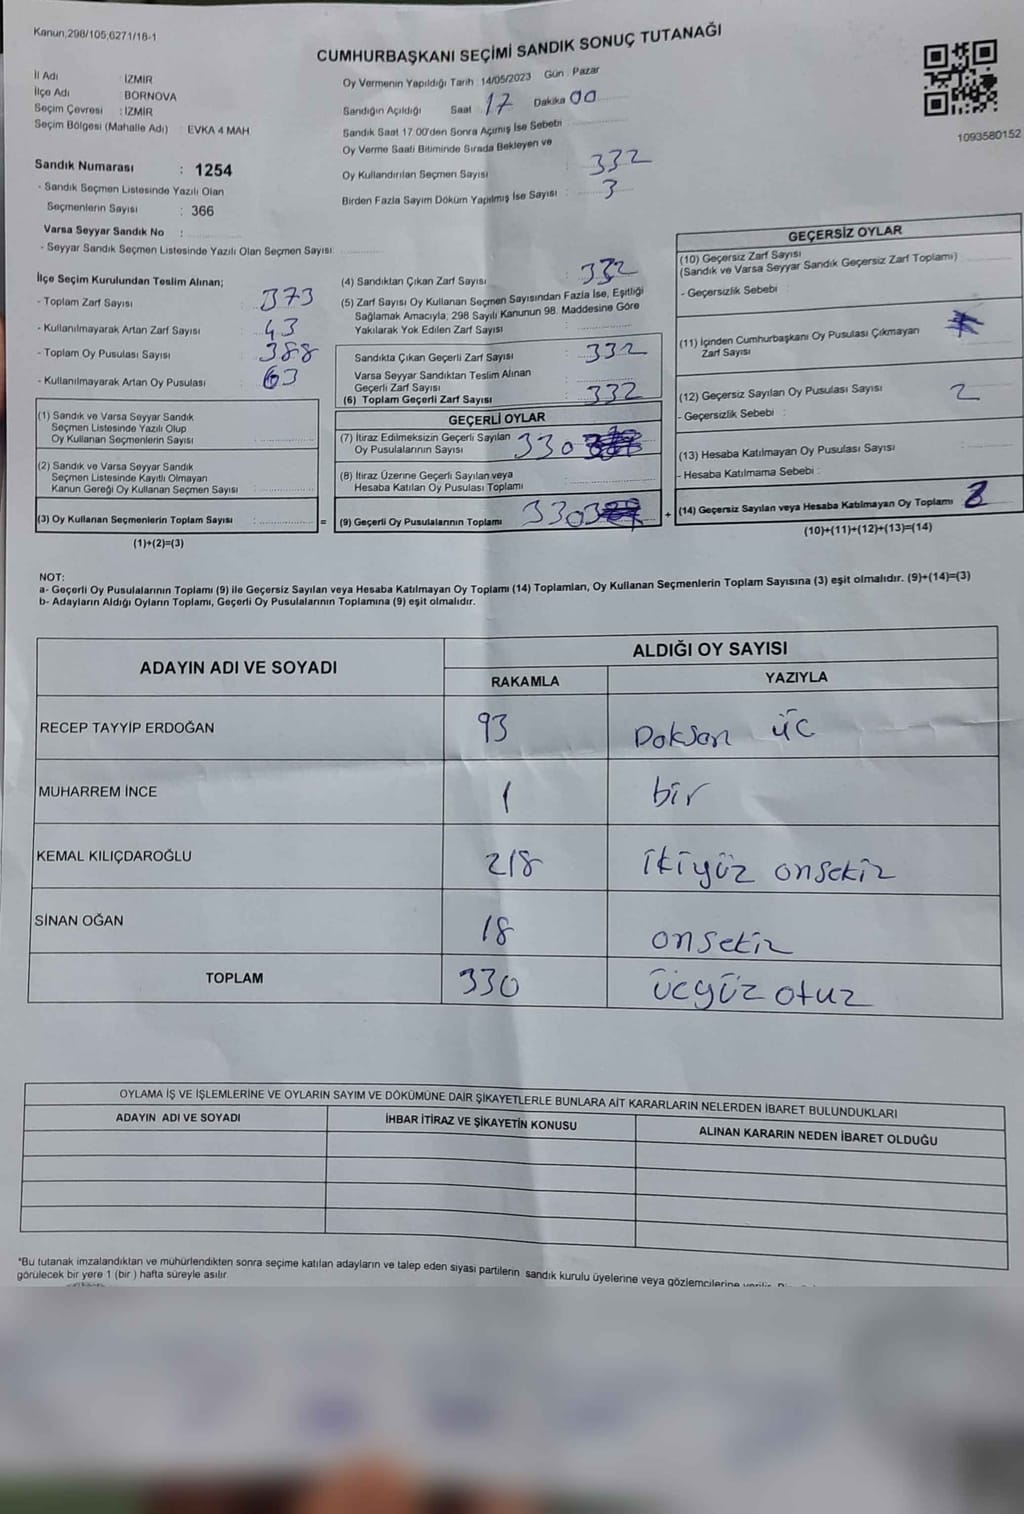 Kanun,298/105,6271/18-1
CUMHURBAŞKANI SEÇİMİ SANDIK SONUÇ TUTANAĞI
1093580152
İl Adı : İZMİR
İlçe Adı : BORNOVA
Seçim Çevresi : İZMİR
Seçim Bölgesi (Mahalle Adı) : EVKA 4 MAH
Oy Vermenin Yapıldığı Tarih : 14/05/2023 Gün : Pazar
Sandığın Açıldığı Saat 17 Dakika 00
Sandık Saat 17:00'den Sonra Açımış İse Sebebi :
Oy Verme Saati Bitiminde Sırada Bekleyen ve
Oy Kullandırılan Seçmen Sayısı : 332
Birden Fazla Sayım Döküm Yapılmış İse Sayısı : 3
Sandık Numarası : 1254
- Sandık Seçmen Listesinde Yazılı Olan
Seçmenlerin Sayısı : 366
Varsa Seyyar Sandık No :
- Seyyar Sandık Seçmen Listesinde Yazılı Olan Seçmen Sayısı:
İlçe Seçim Kurulundan Teslim Alınan;
- Toplam Zarf Sayısı : 373
- Kullanılmayarak Artan Zarf Sayısı : 43
- Toplam Oy Pusulası Sayısı : 388
- Kullanılmayarak Artan Oy Pusulası : 63
(1) Sandık ve Varsa Seyyar Sandık
Seçmen Listesinde Yazılı Olup
Oy Kullanan Seçmenlerin Sayısı :
(2) Sandık ve Varsa Seyyar Sandık
Seçmen Listesinde Kayıtlı Olmayan
Kanun Gereği Oy Kullanan Seçmen Sayısı :
(3) Oy Kullanan Seçmenlerin Toplam Sayısı : =
(1)+(2)=(3)
(4) Sandıktan Çıkan Zarf Sayısı : 332
(5) Zarf Sayısı Oy Kullanan Seçmen Sayısından Fazla İse, Eşitliği
Sağlamak Amacıyla, 298 Sayılı Kanunun 98. Maddesine Göre
Yakılarak Yok Edilen Zarf Sayısı :
Sandıkta Çıkan Geçerli Zarf Sayısı : 332
Varsa Seyyar Sandıktan Teslim Alınan
Geçerli Zarf Sayısı :
(6) Toplam Geçerli Zarf Sayısı : 332
GEÇERLİ OYLAR
(7) İtiraz Edilmeksizin Geçerli Sayılan
Oy Pusulalarının Sayısı : 330
(8) İtiraz Üzerine Geçerli Sayılan veya
Hesaba Katılan Oy Pusulası Toplamı :
(9) Geçerli Oy Pusulalarının Toplamı : 330 +
GEÇERSİZ OYLAR
(10) Geçersiz Zarf Sayısı
(Sandık ve Varsa Seyyar Sandık Geçersiz Zarf Toplamı)
- Geçersizlik Sebebi :
(11) İçinden Cumhurbaşkanı Oy Pusulası Çıkmayan
Zarf Sayısı
(12) Geçersiz Sayılan Oy Pusulası Sayısı : 2
- Geçersizlik Sebebi :
(13) Hesaba Katılmayan Oy Pusulası Sayısı :
- Hesaba Katılmama Sebebi :
(14) Geçersiz Sayılan veya Hesaba Katılmayan Oy Toplamı
(10)+(11)+(12)+(13)=(14)
NOT:
a- Geçerli Oy Pusulalarının Toplamı (9) ile Geçersiz Sayılan veya Hesaba Katılmayan Oy Toplamı (14) Toplamları, Oy Kullanan Seçmenlerin Toplam Sayısına (3) eşit olmalıdır. (9)+(14)=(3)
b- Adayların Aldığı Oyların Toplamı, Geçerli Oy Pusulalarının Toplamına (9) eşit olmalıdır.
ADAYIN ADI VE SOYADI ALDIĞI OY SAYISI
RAKAMLA YAZIYLA
RECEP TAYYİP ERDOĞAN 93 Doksan üç
MUHARREM İNCE 1 bir
KEMAL KILIÇDAROĞLU 218 ikiyüz onsekiz
SİNAN OĞAN 18 onsekiz
TOPLAM 330 üçyüz otuz
OYLAMA İŞ VE İŞLEMLERİNE VE OYLARIN SAYIM VE DÖKÜMÜNE DAİR ŞİKAYETLERLE BUNLARA AİT KARARLARIN NELERDEN İBARET BULUNDUKLARI
ADAYIN ADI VE SOYADI İHBAR İTİRAZ VE ŞİKAYETİN KONUSU ALINAN KARARIN NEDEN İBARET OLDUĞU
*Bu tutanak imzalandıktan ve mühürlendikten sonra seçime katılan adayların ve talep eden siyasi partilerin sandık kurulu üyelerine veya gözlemcilerine verilir.
görülecek bir yere 1 (bir ) hafta süreyle asılır